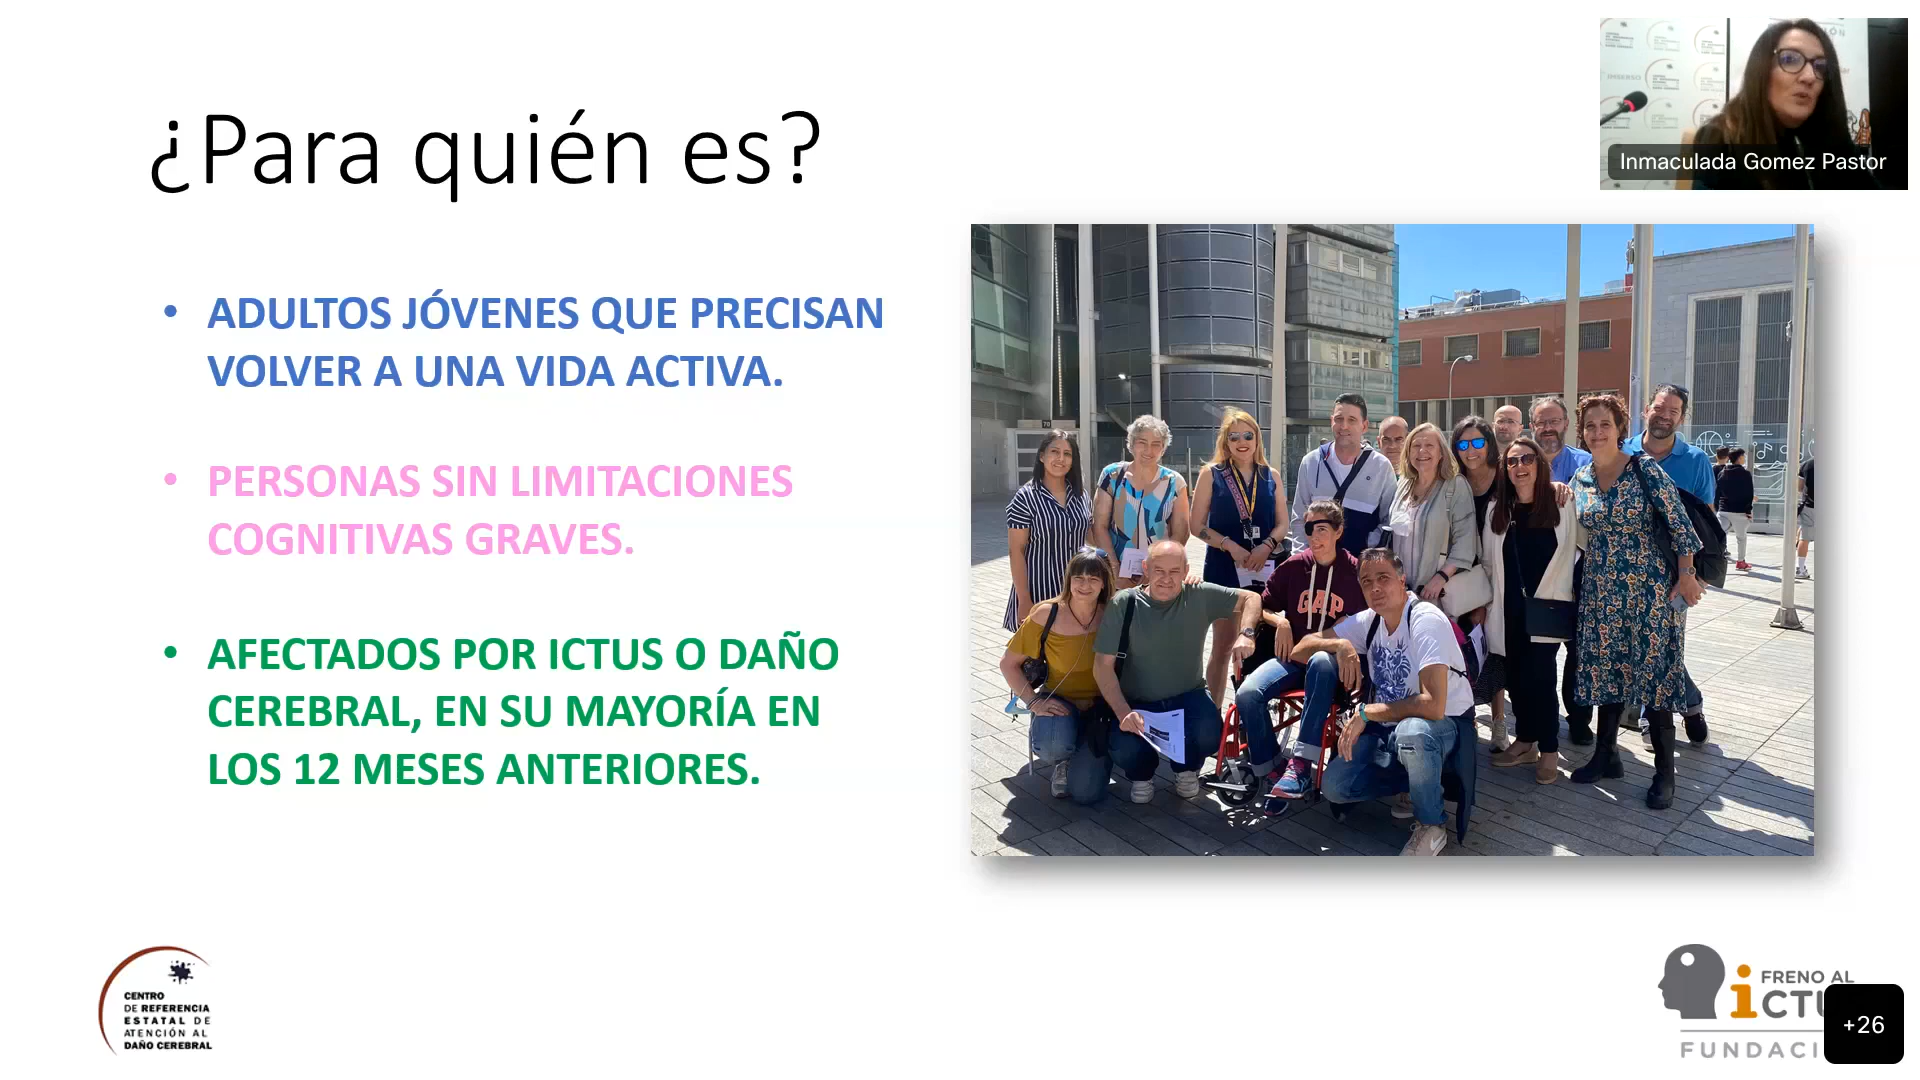 ¿Para quién es?
Inmaculada Gomez Pastor
• ADULTOS JÓVENES QUE PRECISAN
VOLVER A UNA VIDA ACTIVA.
• PERSONAS SIN LIMITACIONES
COGNITIVAS GRAVES.
• AFECTADOS POR ICTUS O DAÑO
CEREBRAL, EN SU MAYORÍA EN
LOS 12 MESES ANTERIORES.
GAP
CENTRO
DE REFERENCIA
ESTATAL DE
ATENCIÓN AL
DAÑO CEREBRAL
FRENO AL
iCTU
FUNDACI
+26